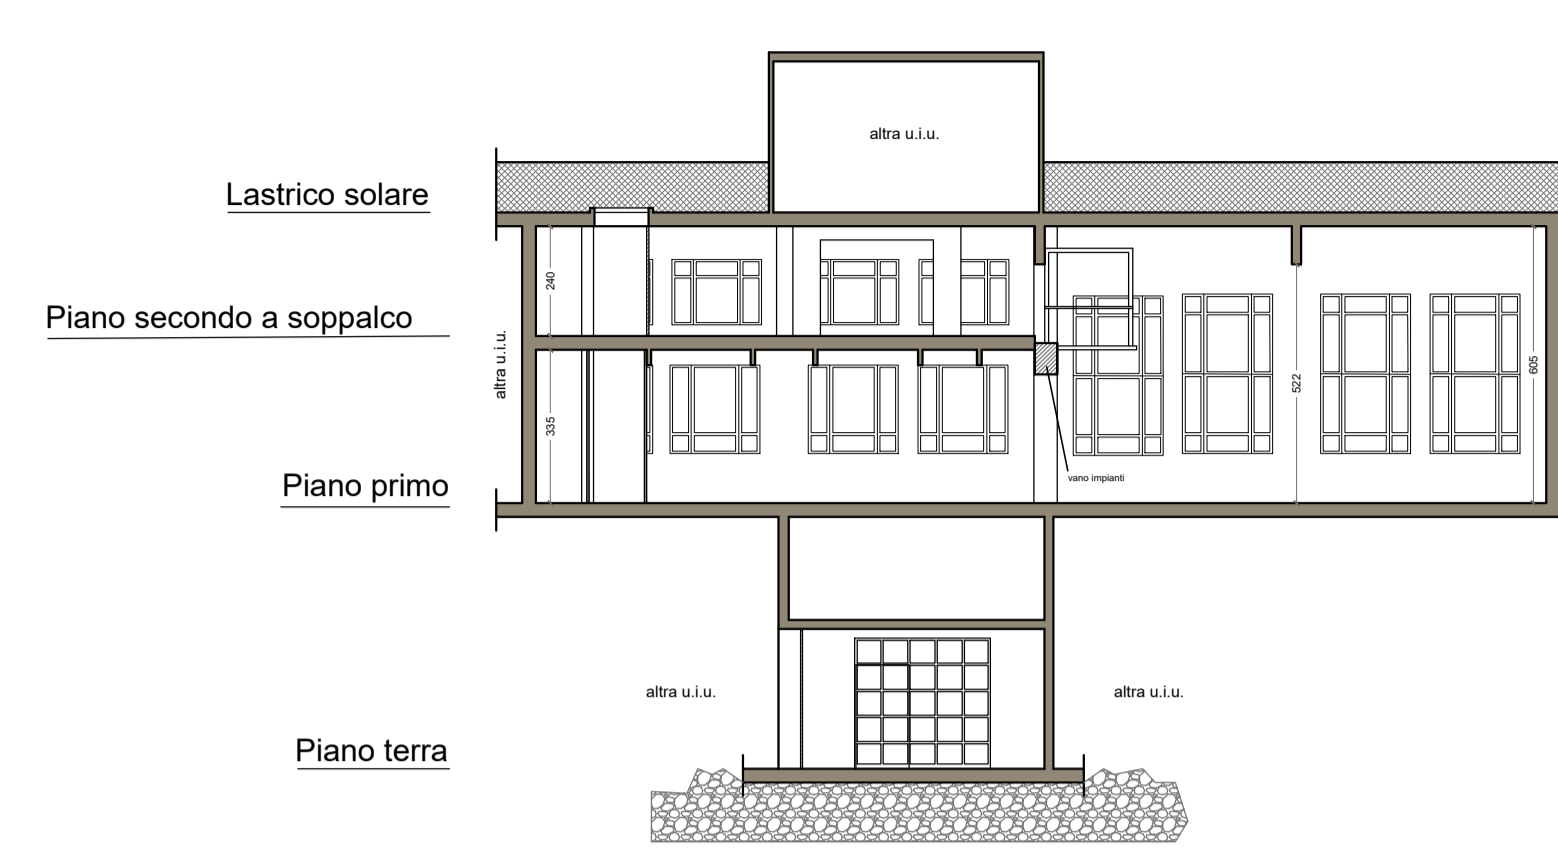 altra u.i.u.
Lastrico solare
240
Piano secondo a soppalco
altra u.i.u.
605
522
335
vano impianti
Piano primo
altra u.i.u.
altra u.i.u.
Piano terra